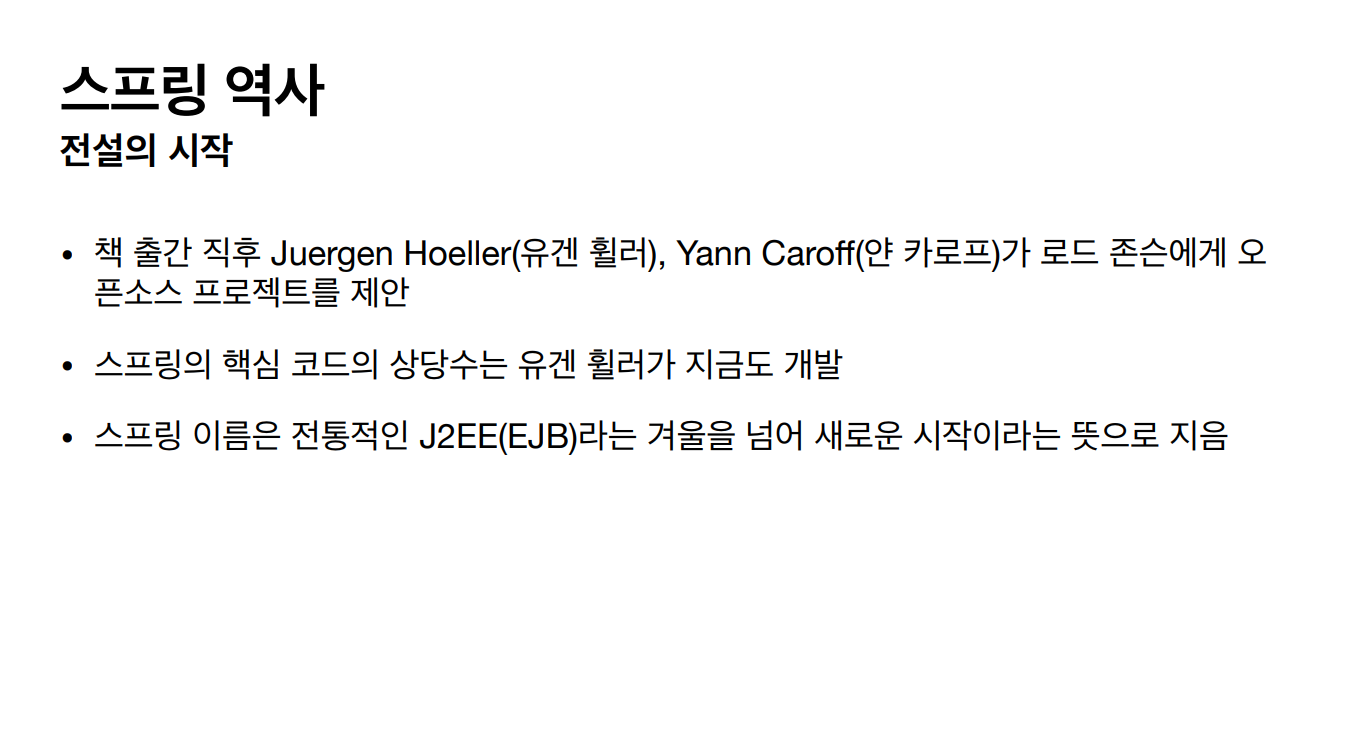 스프링 역사
전설의 시작
• 책 출간 직후 Juergen Hoeller(유겐 휠러), Yann Caroff(얀 카로프)가 로드 존슨에게 오
픈소스 프로젝트를 제안
• 스프링의 핵심 코드의 상당수는 유겐 휠러가 지금도 개발
• 스프링 이름은 전통적인 J2EE(EJB)라는 겨울을 넘어 새로운 시작이라는 뜻으로 지음